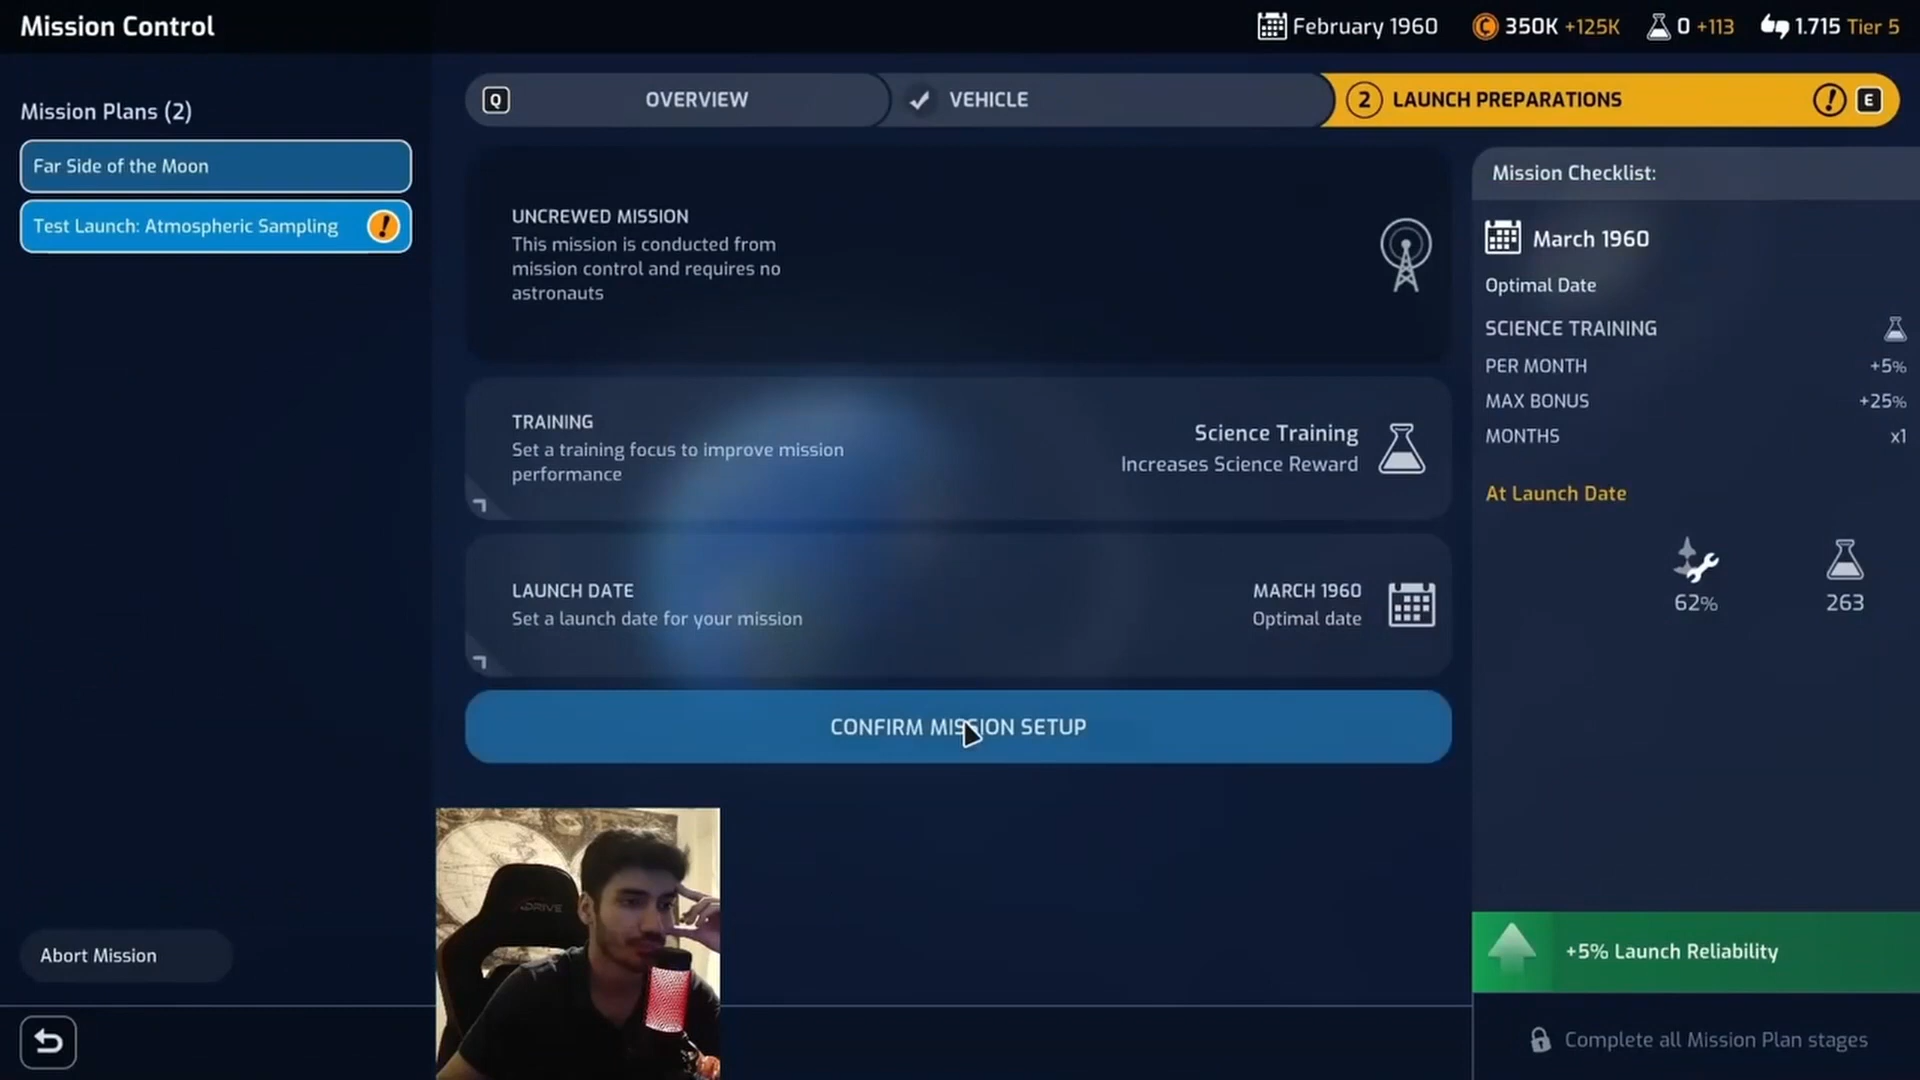 Mission Control
February 1960
350K +125K
0 +113
1.715 Tier 5
Mission Plans (2)
Far Side of the Moon
Test Launch: Atmospheric Sampling
!
Q
OVERVIEW
VEHICLE
2
LAUNCH PREPARATIONS
!
E
UNCREWED MISSION
This mission is conducted from
mission control and requires no
astronauts
TRAINING
Set a training focus to improve mission
performance
Science Training
Increases Science Reward
LAUNCH DATE
Set a launch date for your mission
MARCH 1960
Optimal date
CONFIRM MISSION SETUP
Mission Checklist:
March 1960
Optimal Date
SCIENCE TRAINING
PER MONTH +5%
MAX BONUS +25%
MONTHS x1
At Launch Date
62%
263
+5% Launch Reliability
Complete all Mission Plan stages
Abort Mission
DRIVE